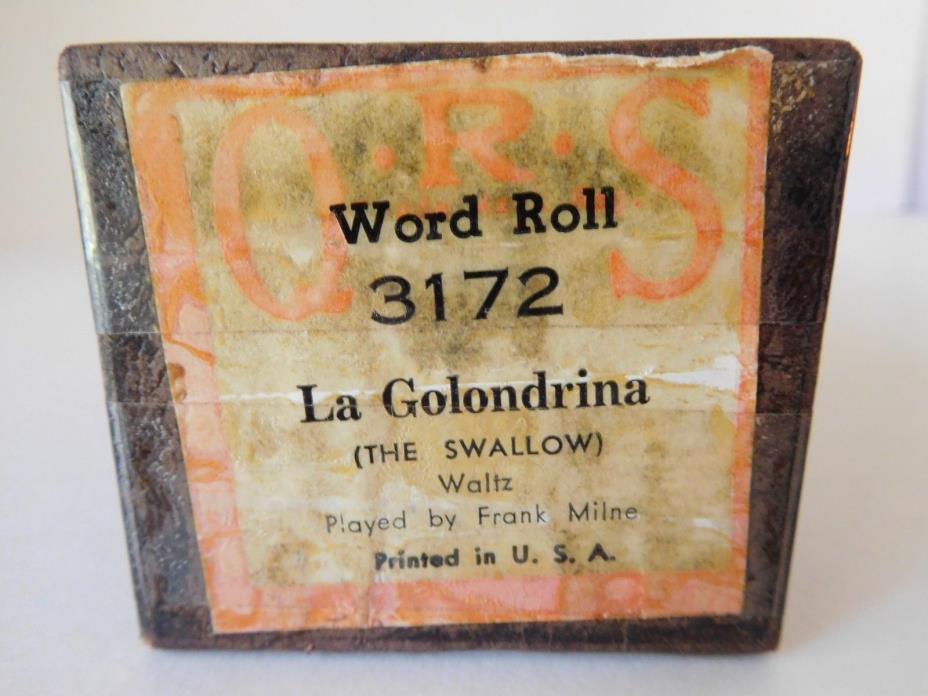 Q·R·S
Word Roll
3172
La Golondrina
(THE SWALLOW)
Waltz
Played by Frank Milne
Printed in U. S. A.